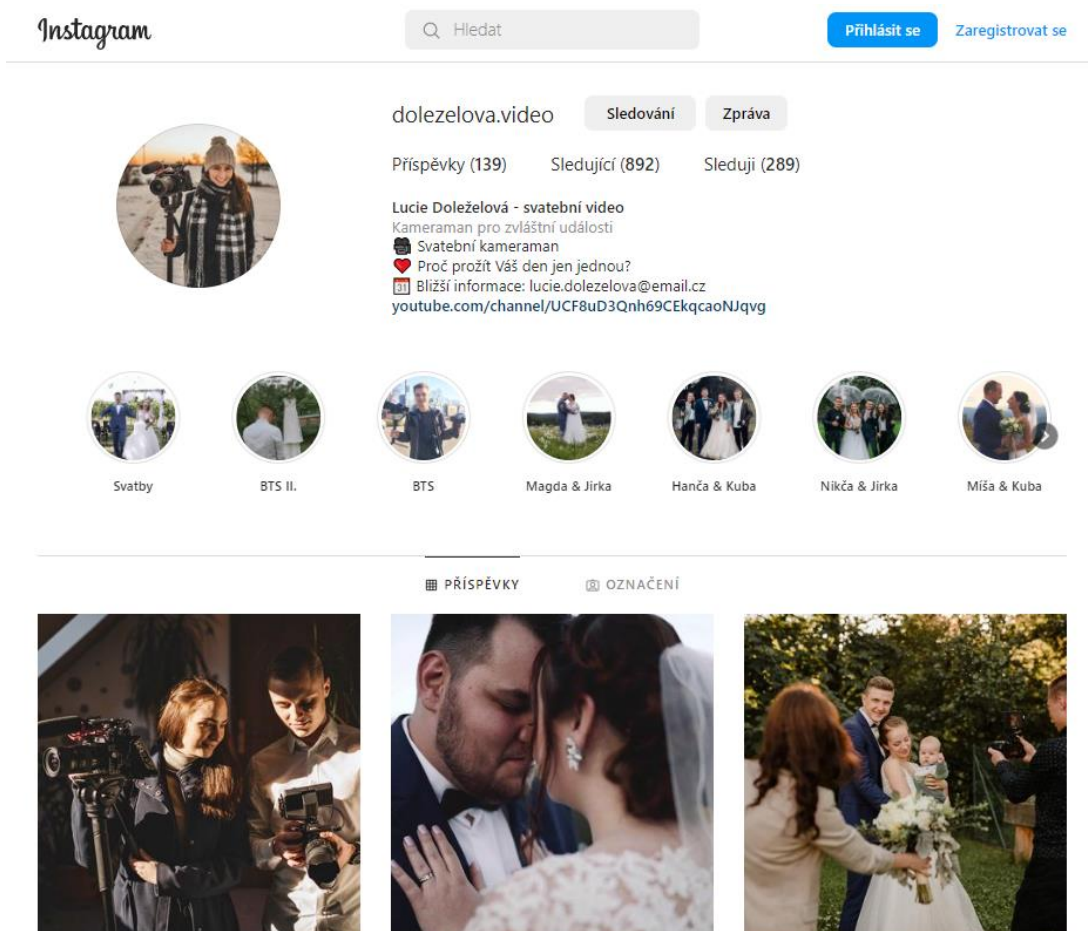 Instagram
Hledat
Přihlásit se
Zaregistrovat se
dolezelova.video
Sledování
Zpráva
Příspěvky (139)
Sledující (892)
Sleduji (289)
Lucie Doleželová - svatební video
Kameraman pro zvláštní události
Svatební kameraman
Proč prožít Váš den jen jednou?
31 Bližší informace: lucie.dolezelova@email.cz
youtube.com/channel/UCF8uD3Qnh69CEkqcaoNJqvg
Svatby
BTS II.
BTS
Magda & Jirka
Hanča & Kuba
Nikča & Jirka
Míša & Kuba
PŘÍSPĚVKY
OZNAČENÍ